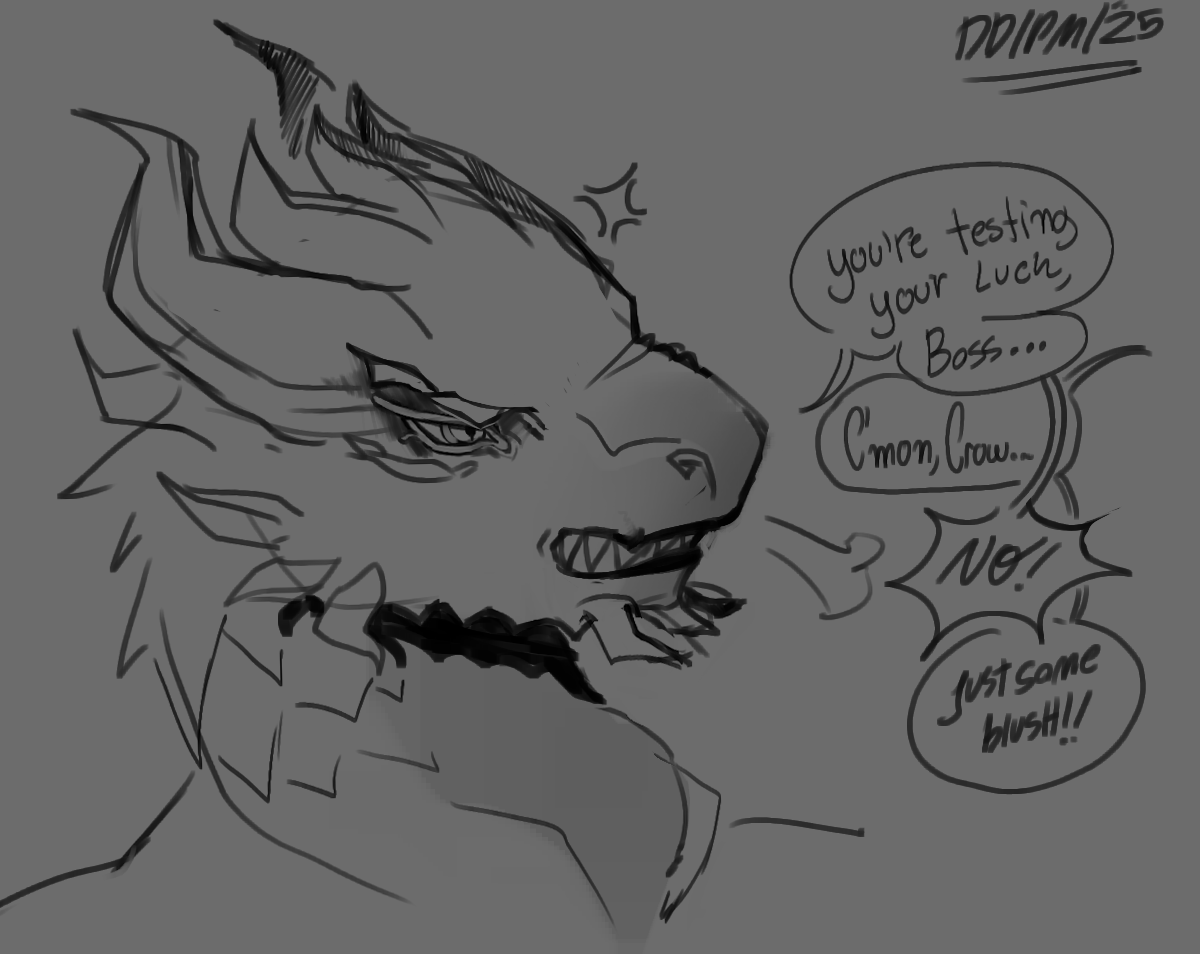 DD/PM/25
you're testing
your Luck,
Boss...
C'mon, Crow...
NO!
just some
blusH!!